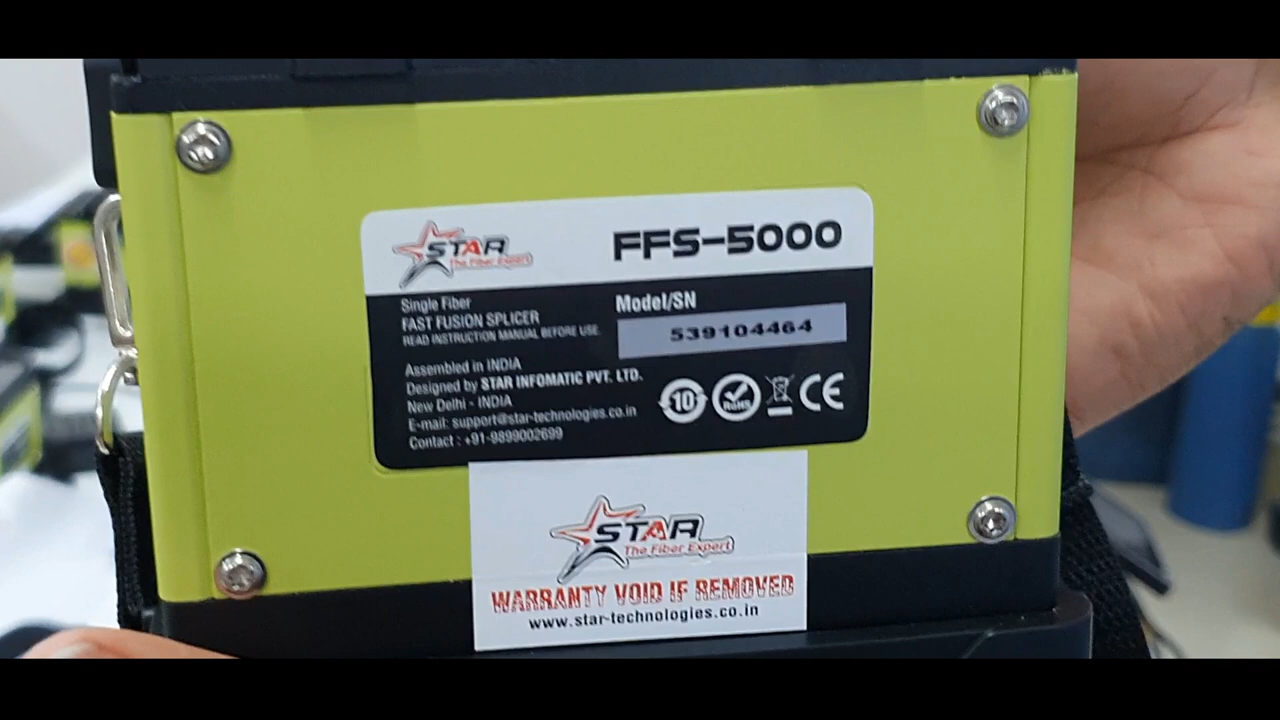 STAR
The Fiber Expert
FFS-5000
Single Fiber
FAST FUSION SPLICER
READ INSTRUCTION MANUAL BEFORE USE.
Model/SN
539104464
Assembled in INDIA
Designed by STAR INFOMATIC PVT. LTD.
New Delhi - INDIA
E-mail: support@star-technologies.co.in
Contact : +91-9899002699
10
RoHS
CE
STAR
The Fiber Expert
WARRANTY VOID IF REMOVED
www.star-technologies.co.in